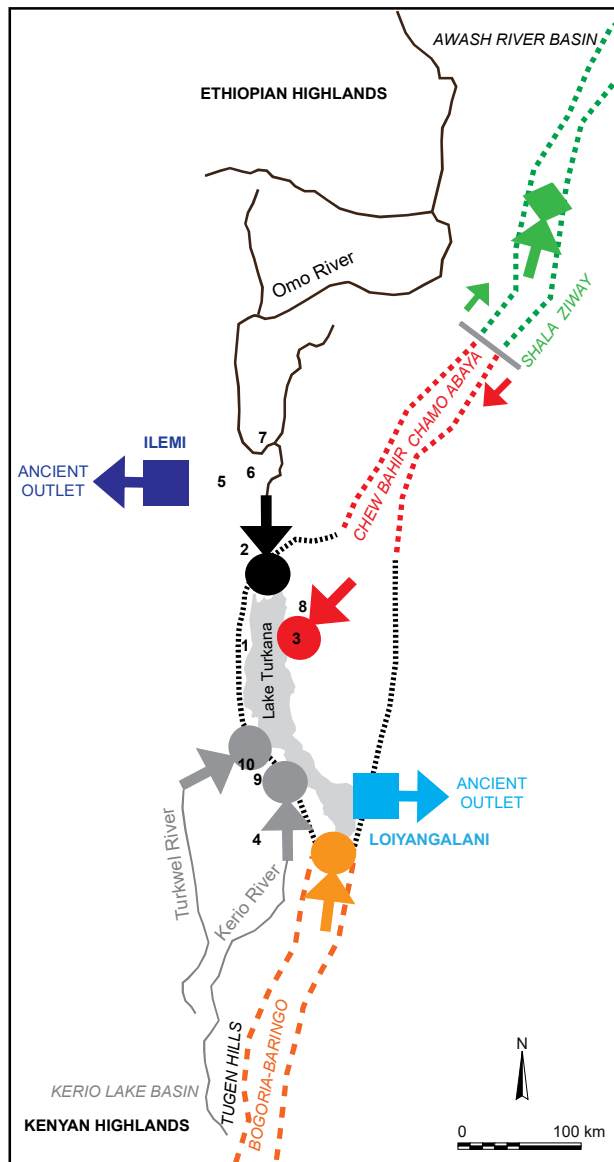 AWASH RIVER BASIN
ETHIOPIAN HIGHLANDS
Omo River
SHALA ZIWAY
CHEW BAHIR CHAMO ABAYA
7
ILEMI
6
ANCIENT
OUTLET
5
2
8
3
1
Lake Turkana
10
9
ANCIENT
OUTLET
LOIYANGALANI
4
Turkwel River
Kerio River
TUGEN HILLS
BOGORIA-BARINGO
KERIO LAKE BASIN
KENYAN HIGHLANDS
N
0 100 km